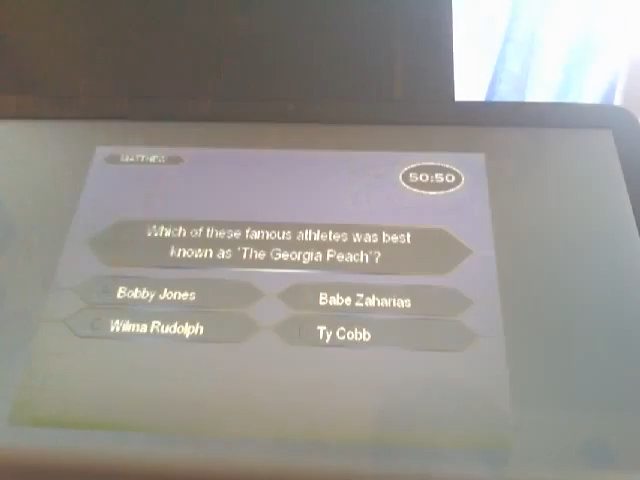 MATTHEW
50:50
Which of these famous athletes was best
known as 'The Georgia Peach'?
Bobby Jones
Babe Zaharias
C Wilma Rudolph
Ty Cobb